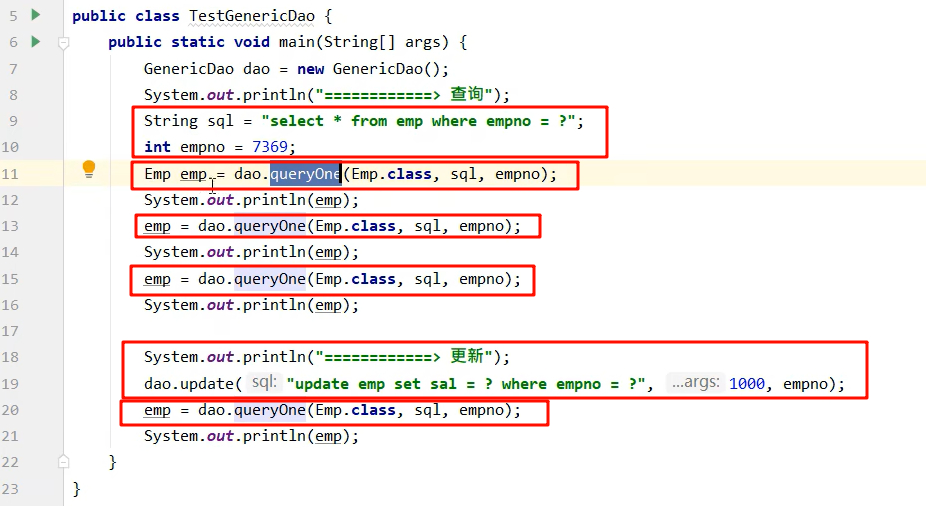 5 public class TestGenericDao {
6 public static void main(String[] args) {
7 GenericDao dao = new GenericDao();
8 System.out.println("============> 查询");
9 String sql = "select * from emp where empno = ?";
10 int empno = 7369;
11 Emp emp = dao.queryOne(Emp.class, sql, empno);
12 System.out.println(emp);
13 emp = dao.queryOne(Emp.class, sql, empno);
14 System.out.println(emp);
15 emp = dao.queryOne(Emp.class, sql, empno);
16 System.out.println(emp);
17
18 System.out.println("============> 更新");
19 dao.update( sql: "update emp set sal = ? where empno = ?", ...args: 1000, empno);
20 emp = dao.queryOne(Emp.class, sql, empno);
21 System.out.println(emp);
22 }
23 }